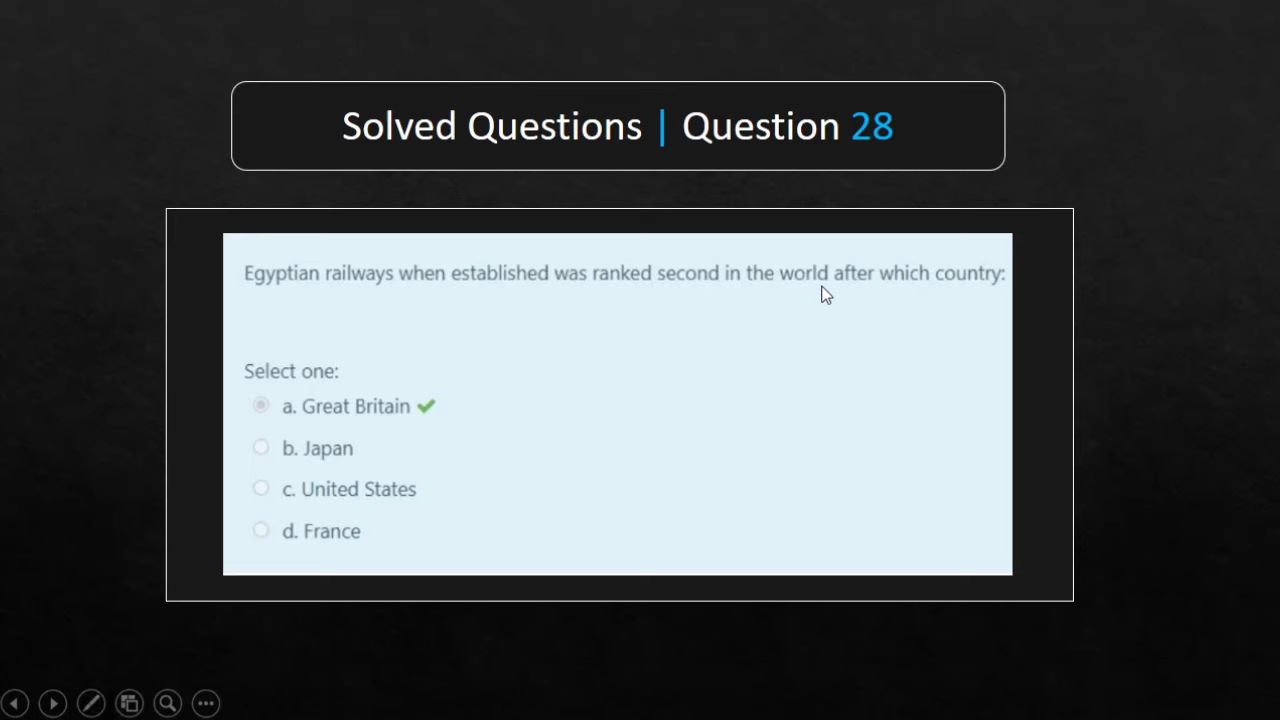 Solved Questions | Question 28
Egyptian railways when established was ranked second in the world after which country:
Select one:
a. Great Britain
b. Japan
c. United States
d. France